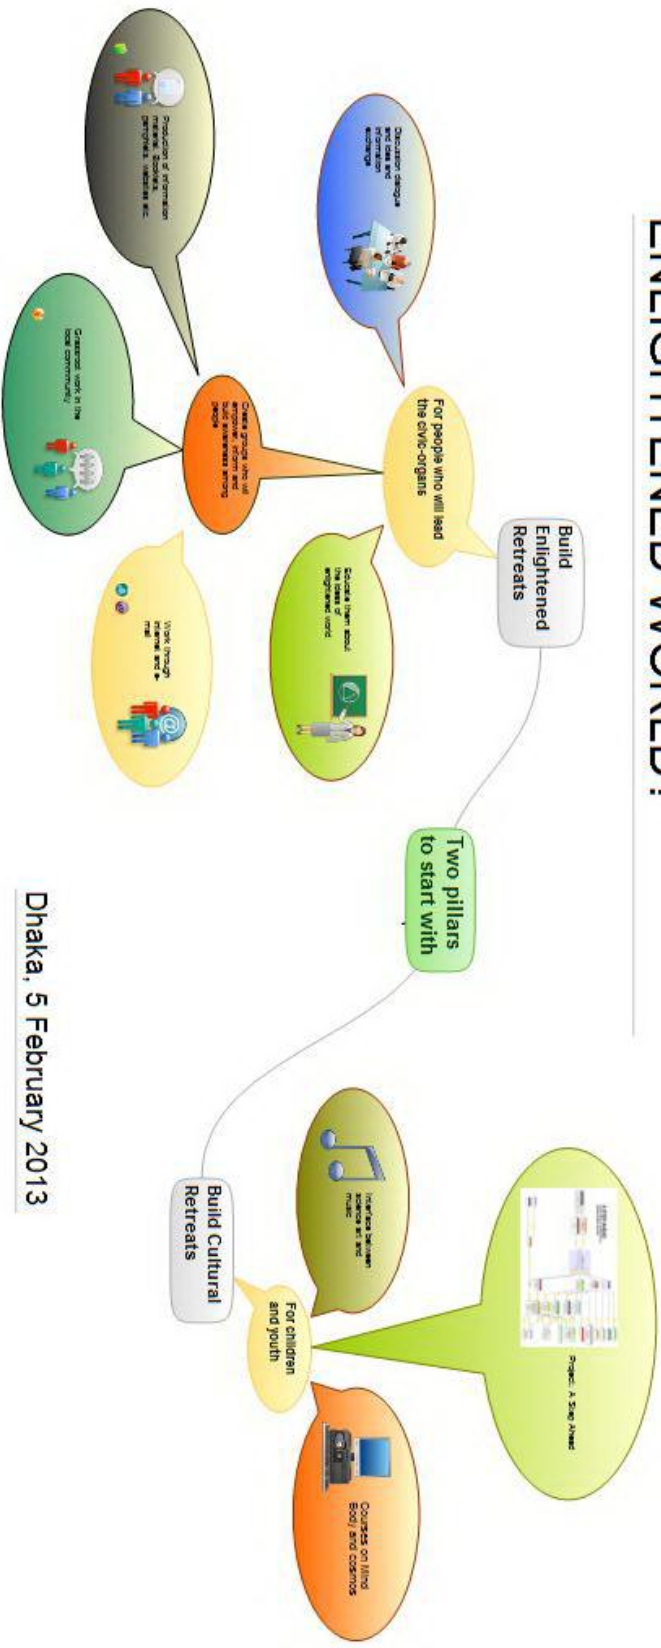 ENLIGHTENED WORLD?
Build
Enlightened
Retreats
For people who will lead
the civic-organs
Discussion dialogue
and idea and
information
exchange
Educate them about
the ideas of
enlightened world
Create groups who will
empower, inform and
build awareness among
people
Production of information
material, Booklets,
pamphlets, websites etc.
Grassroot work in the
local community
Work through
internet and e-
mail
Two pillars
to start with
Build Cultural
Retreats
For children
and youth
Interface between
science art and
music
Project: A Step Ahead
Courses on Mind
Body and cosmos
Dhaka, 5 February 2013